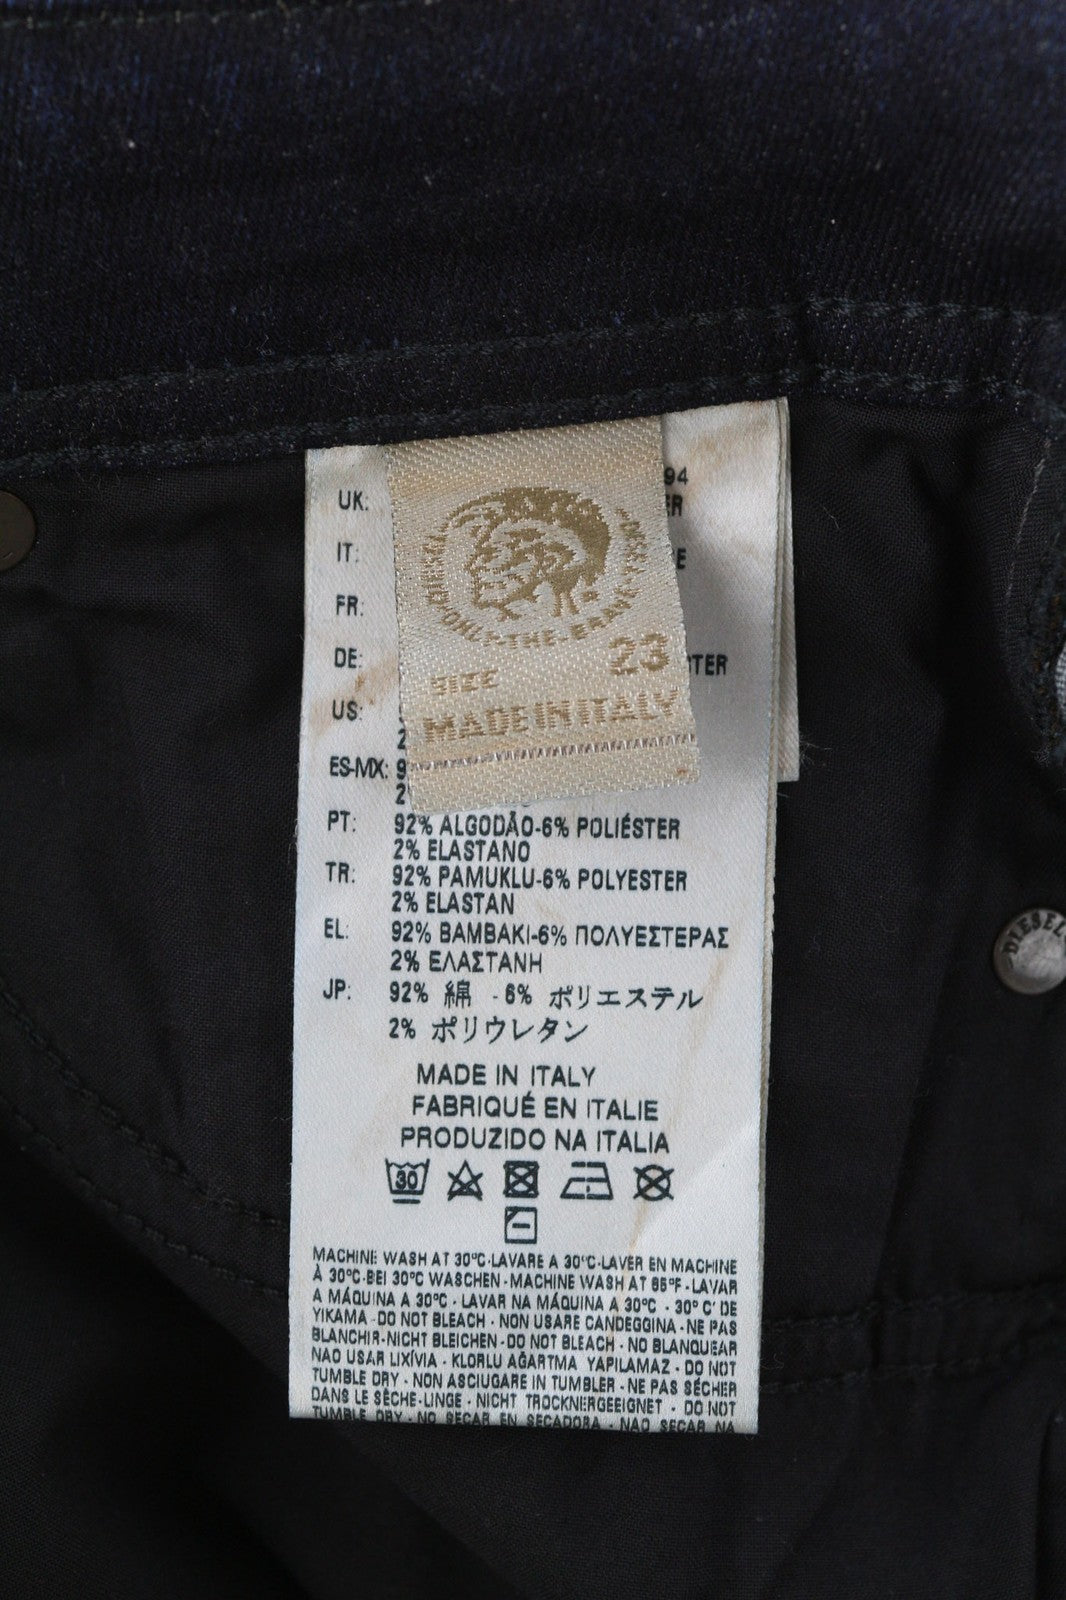 94
UK: ER
IT: E
FR:
DE: STER
US:
2
ES-MX: 9
2
DIESEL
ONLY-THE-BRAVE
SIZE 23
MADE IN ITALY
PT: 92% ALGODÃO-6% POLIÉSTER
2% ELASTANO
TR: 92% PAMUKLU-6% POLYESTER
2% ELASTAN
EL: 92% ΒΑΜΒΑΚΙ-6% ΠΟΛΥΕΣΤΕΡΑΣ
2% ΕΛΑΣΤΑΝΗ
JP: 92% 綿 - 6% ポリエステル
2% ポリウレタン
MADE IN ITALY
FABRIQUÉ EN ITALIE
PRODUZIDO NA ITALIA
30
MACHINE WASH AT 30°C-LAVARE A 30°C-LAVER EN MACHINE
À 30°C-BEI 30°C WASCHEN - MACHINE WASH AT 85°F - LAVAR
A MÁQUINA A 30°C - LAVAR NA MÁQUINA A 30°C - 30° C' DE
YIKAMA - DO NOT BLEACH - NON USARE CANDEGGINA - NE PAS
BLANCHIR-NICHT BLEICHEN - DO NOT BLEACH - NO BLANQUEAR
NAO USAR LIXÍVIA - KLORLU AĞARTMA YAPILAMAZ - DO NOT
TUMBLE DRY - NON ASCIUGARE IN TUMBLER - NE PAS SÉCHER
DANS LE SÈCHE-LINGE - NICHT TROCKNERGEEIGNET - DO NOT
TUMBLE DRY - NO SECAR EN SECADORA - NAO SECAR NA
DIESEL